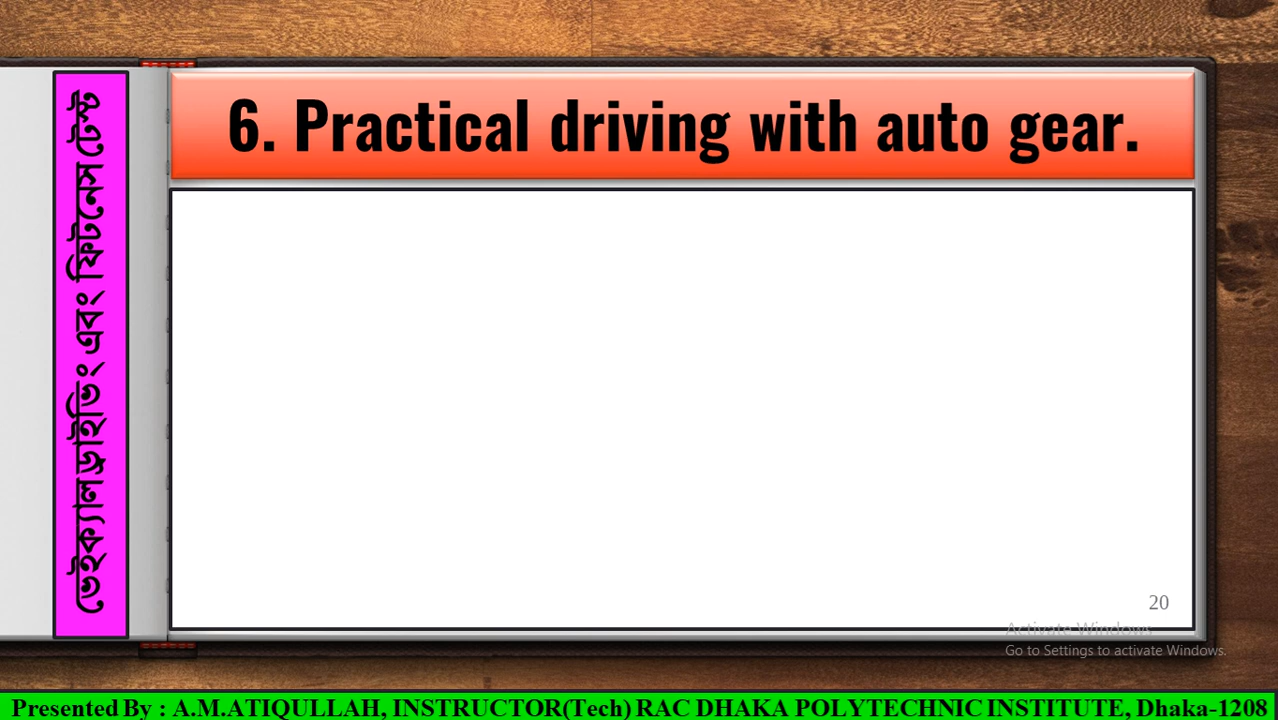 6. Practical driving with auto gear.
ভেইক্যাল ড্রাইভিং এবং ফিটনেস টেস্ট
20
Activate Windows
Go to Settings to activate Windows.
Presented By : A.M.ATIQULLAH, INSTRUCTOR(Tech) RAC DHAKA POLYTECHNIC INSTITUTE, Dhaka-1208